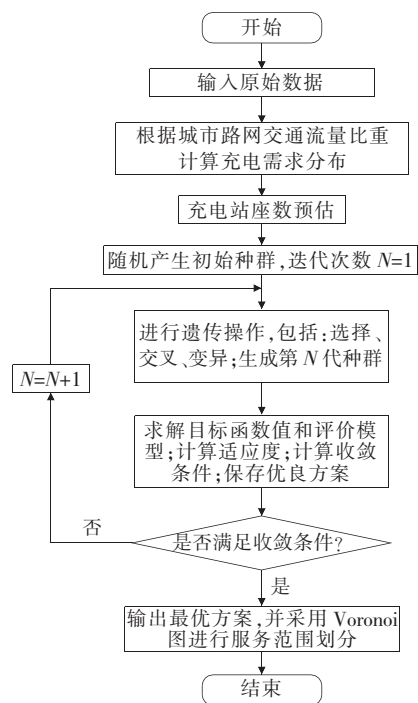 开始
输入原始数据
根据城市路网交通流量比重
计算充电需求分布
充电站座数预估
随机产生初始种群,迭代次数 N=1
进行遗传操作,包括:选择、
交叉、变异;生成第 N 代种群
N=N+1
求解目标函数值和评价模
型;计算适应度;计算收敛
条件;保存优良方案
否
是否满足收敛条件?
是
输出最优方案,并采用 Voronoi
图进行服务范围划分
结束